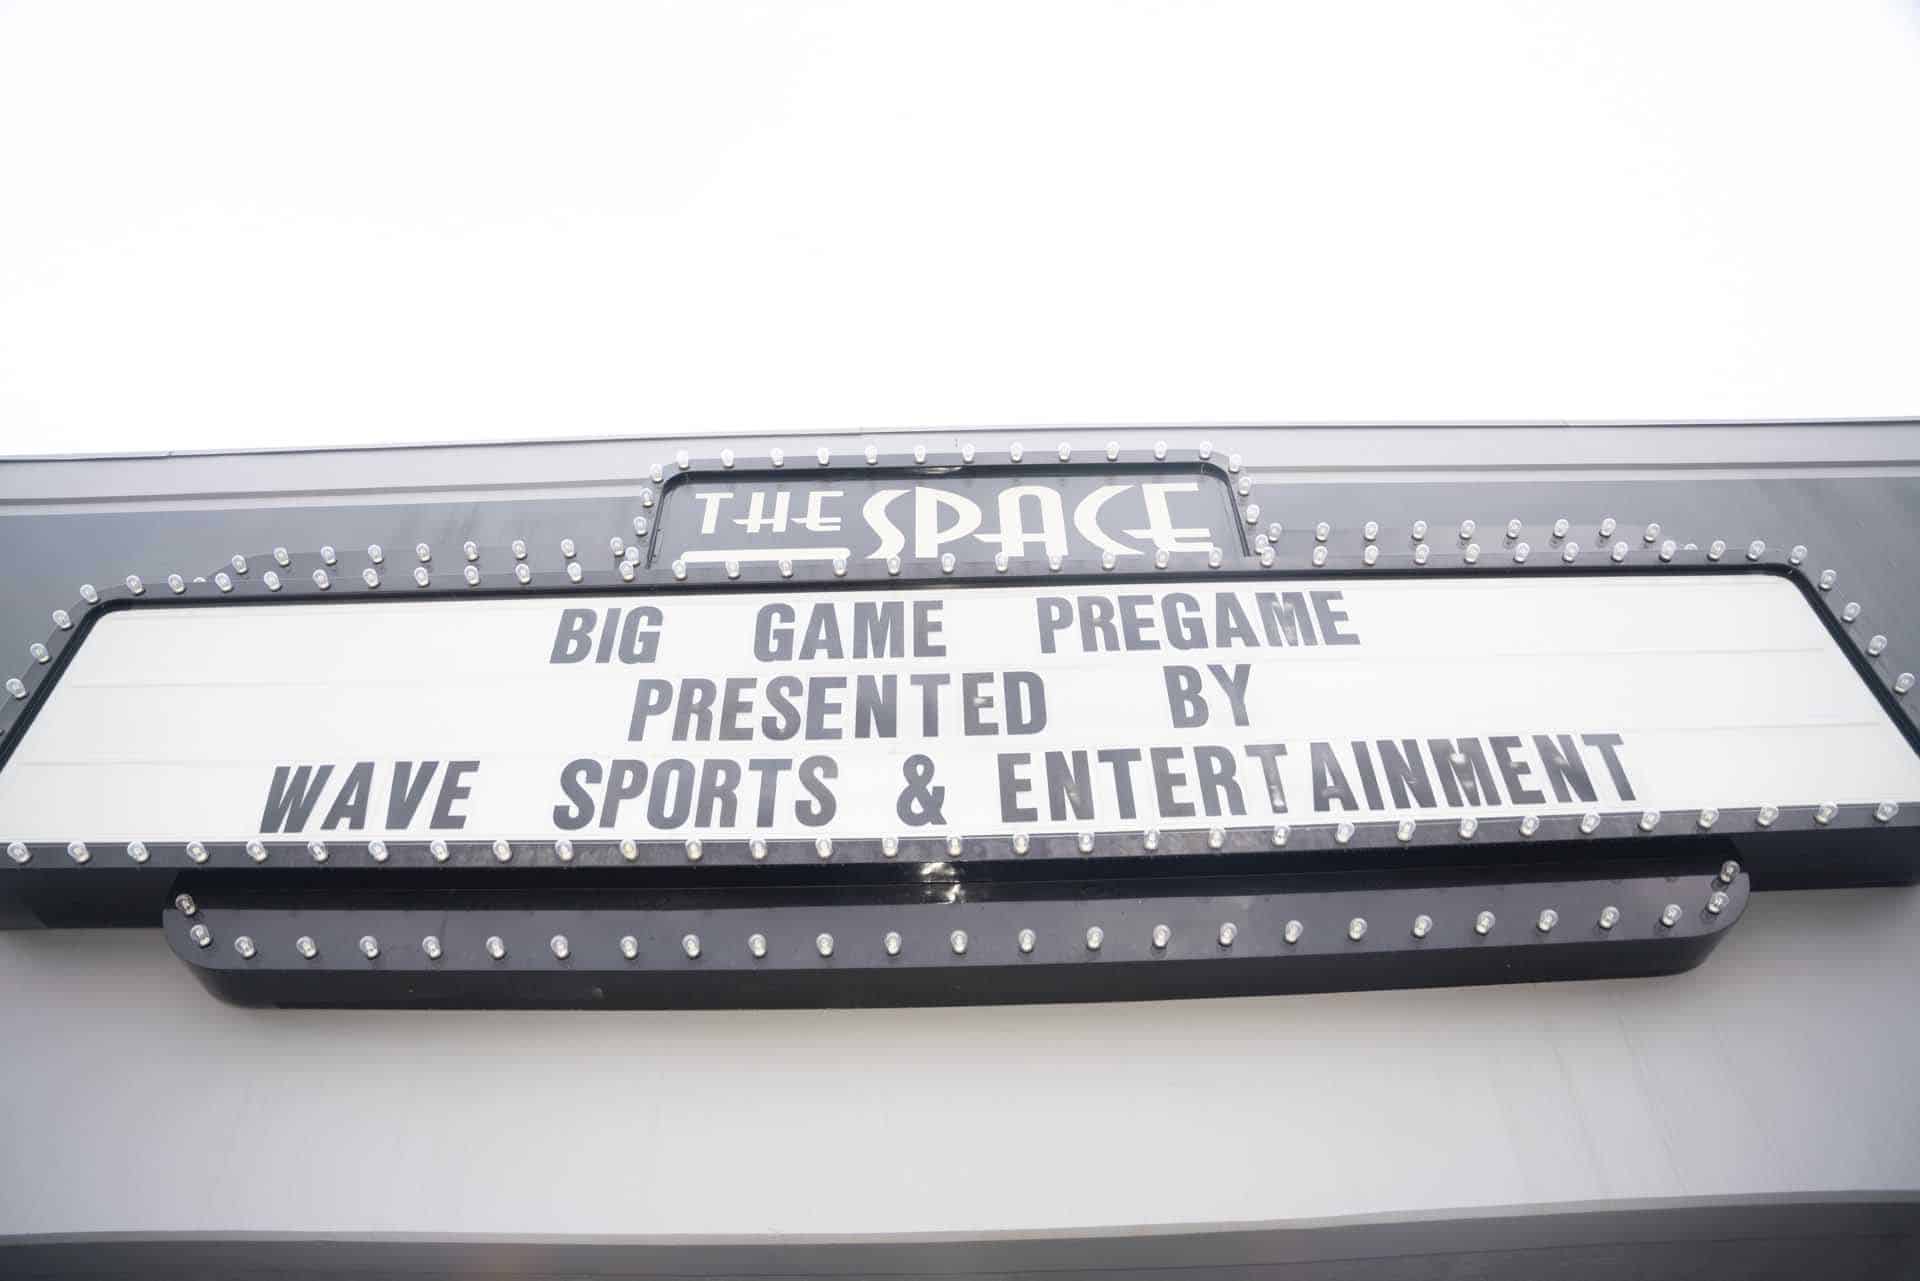 THE SPACE
BIG GAME PREGAME
PRESENTED BY
WAVE SPORTS & ENTERTAINMENT